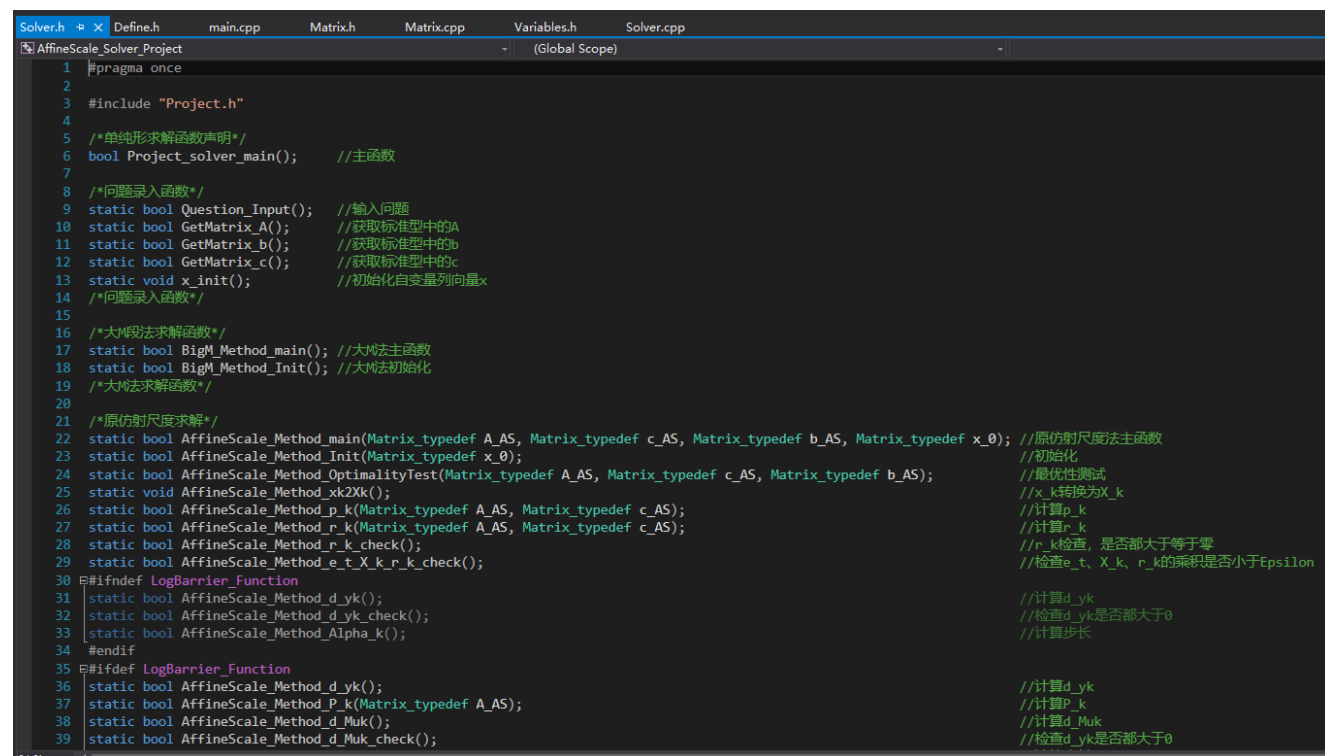 Solver.h Define.h main.cpp Matrix.h Matrix.cpp Variables.h Solver.cpp
AffineScale_Solver_Project (Global Scope)
1 #pragma once
2
3 #include "Project.h"
4
5 /*单纯形求解函数声明*/
6 bool Project_solver_main(); //主函数
7
8 /*问题录入函数*/
9 static bool Question_Input(); //输入问题
10 static bool GetMatrix_A(); //获取标准型中的A
11 static bool GetMatrix_b(); //获取标准型中的b
12 static bool GetMatrix_c(); //获取标准型中的c
13 static void x_init(); //初始化自变量列向量x
14 /*问题录入函数*/
15
16 /*大M段法求解函数*/
17 static bool BigM_Method_main(); //大M法主函数
18 static bool BigM_Method_Init(); //大M法初始化
19 /*大M法求解函数*/
20
21 /*原仿射尺度求解*/
22 static bool AffineScale_Method_main(Matrix_typedef A_AS, Matrix_typedef c_AS, Matrix_typedef b_AS, Matrix_typedef x_0); //原仿射尺度法主函数
23 static bool AffineScale_Method_Init(Matrix_typedef x_0); //初始化
24 static bool AffineScale_Method_OptimalityTest(Matrix_typedef A_AS, Matrix_typedef c_AS, Matrix_typedef b_AS); //最优性测试
25 static void AffineScale_Method_xk2Xk(); //x_k转换为X_k
26 static bool AffineScale_Method_p_k(Matrix_typedef A_AS, Matrix_typedef c_AS); //计算p_k
27 static bool AffineScale_Method_r_k(Matrix_typedef A_AS, Matrix_typedef c_AS); //计算r_k
28 static bool AffineScale_Method_r_k_check(); //r_k检查，是否都大于等于零
29 static bool AffineScale_Method_e_t_X_k_r_k_check(); //检查e_t、X_k、r_k的乘积是否小于Epsilon
30 #ifndef LogBarrier_Function
31 static bool AffineScale_Method_d_yk(); //计算d_yk
32 static bool AffineScale_Method_d_yk_check(); //检查d_yk是否都大于0
33 static bool AffineScale_Method_Alpha_k(); //计算步长
34 #endif
35 #ifdef LogBarrier_Function
36 static bool AffineScale_Method_d_yk(); //计算d_yk
37 static bool AffineScale_Method_P_k(Matrix_typedef A_AS); //计算P_k
38 static bool AffineScale_Method_d_Muk(); //计算d_Muk
39 static bool AffineScale_Method_d_Muk_check(); //检查d_yk是否都大于0